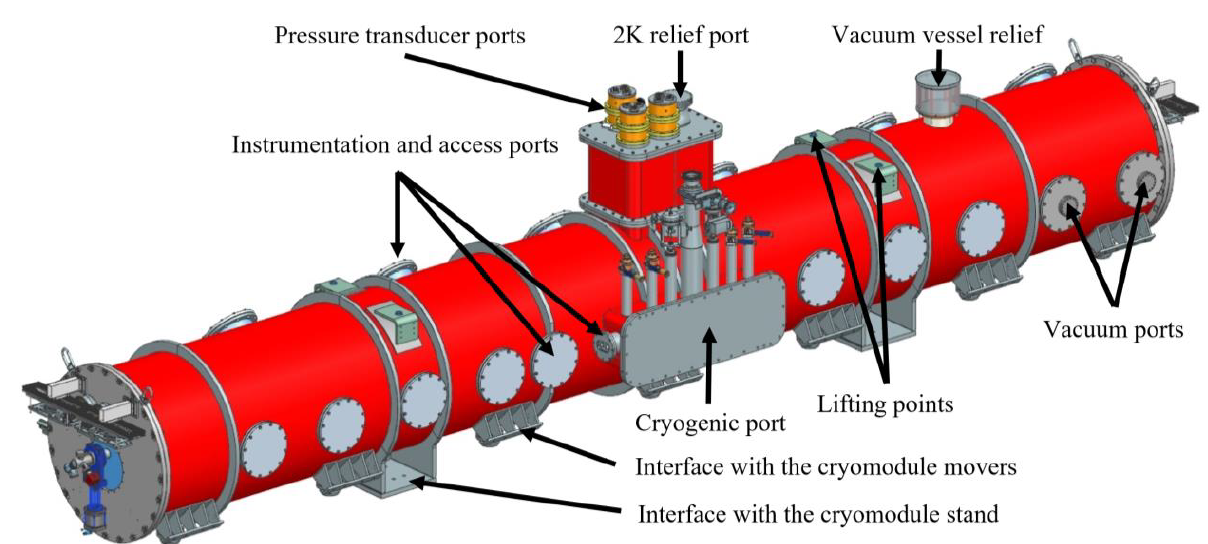 Pressure transducer ports
2K relief port
Vacuum vessel relief
Instrumentation and access ports
Vacuum ports
Lifting points
Cryogenic port
Interface with the cryomodule movers
Interface with the cryomodule stand